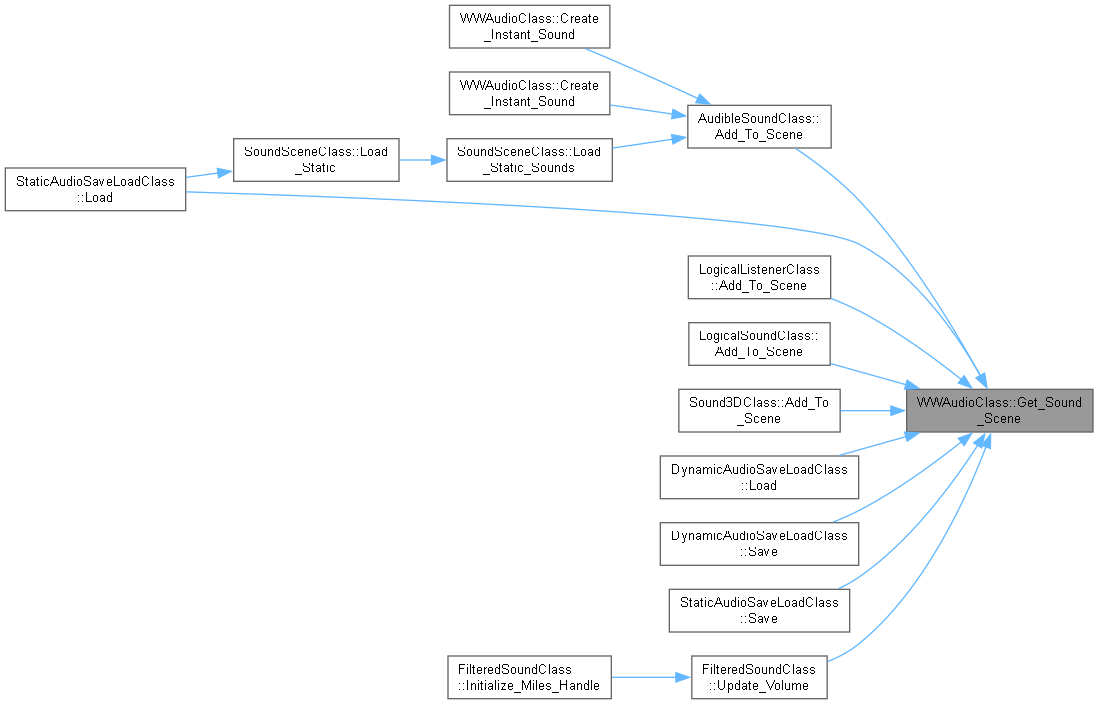 WWAudioClass::Create
_Instant_Sound
WWAudioClass::Create
_Instant_Sound
AudibleSoundClass::
Add_To_Scene
SoundSceneClass::Load
_Static
SoundSceneClass::Load
_Static_Sounds
StaticAudioSaveLoadClass
::Load
LogicalListenerClass
::Add_To_Scene
LogicalSoundClass::
Add_To_Scene
Sound3DClass::Add_To
_Scene
WWAudioClass::Get_Sound
_Scene
DynamicAudioSaveLoadClass
::Load
DynamicAudioSaveLoadClass
::Save
StaticAudioSaveLoadClass
::Save
FilteredSoundClass
::Initialize_Miles_Handle
FilteredSoundClass
::Update_Volume